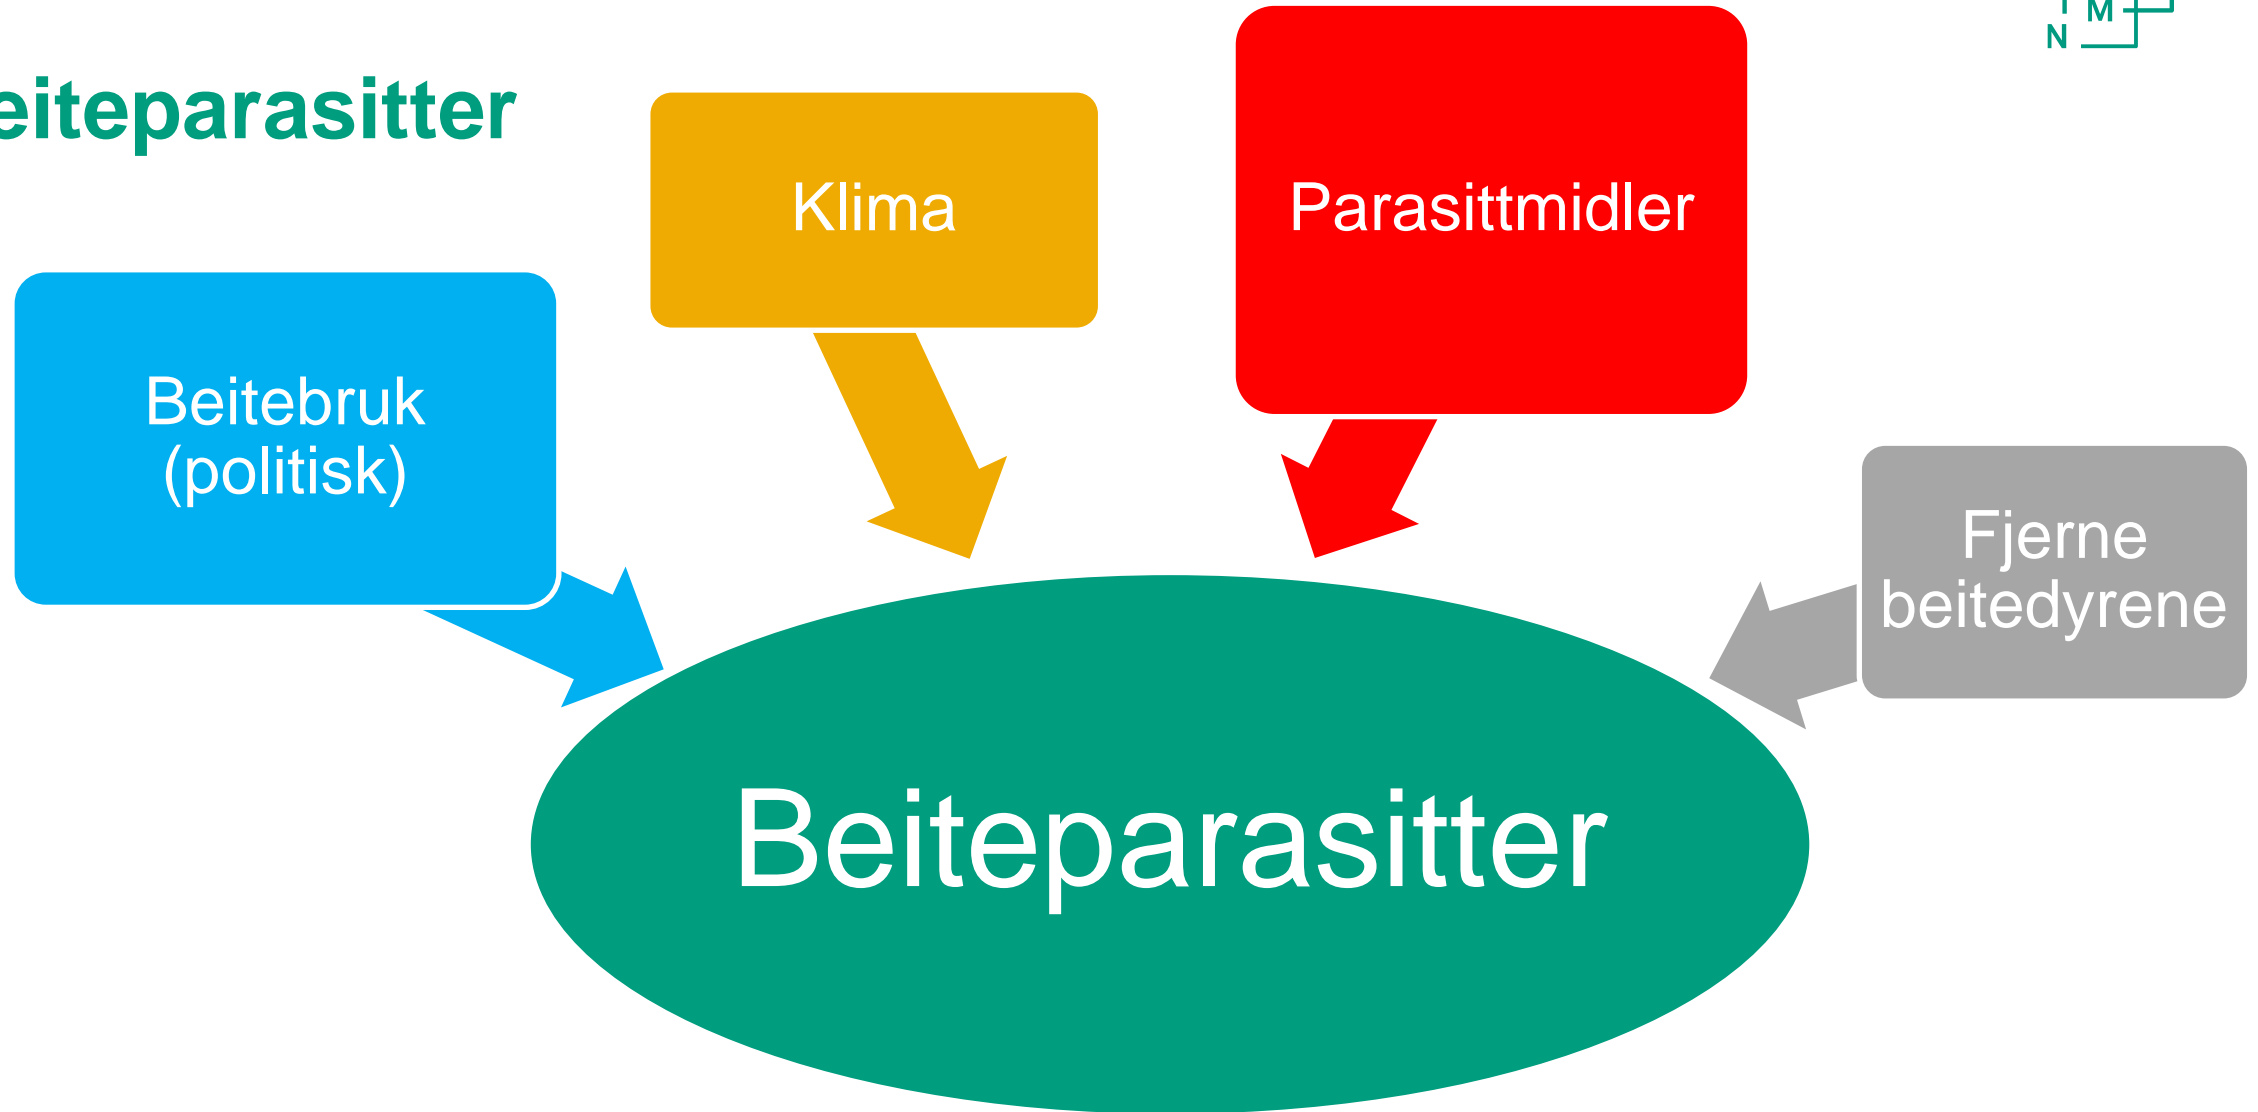 eiteparasitter
Klima
Parasittmidler
Beitebruk
(politisk)
Fjerne
beitedyrene
Beiteparasitter
M
N